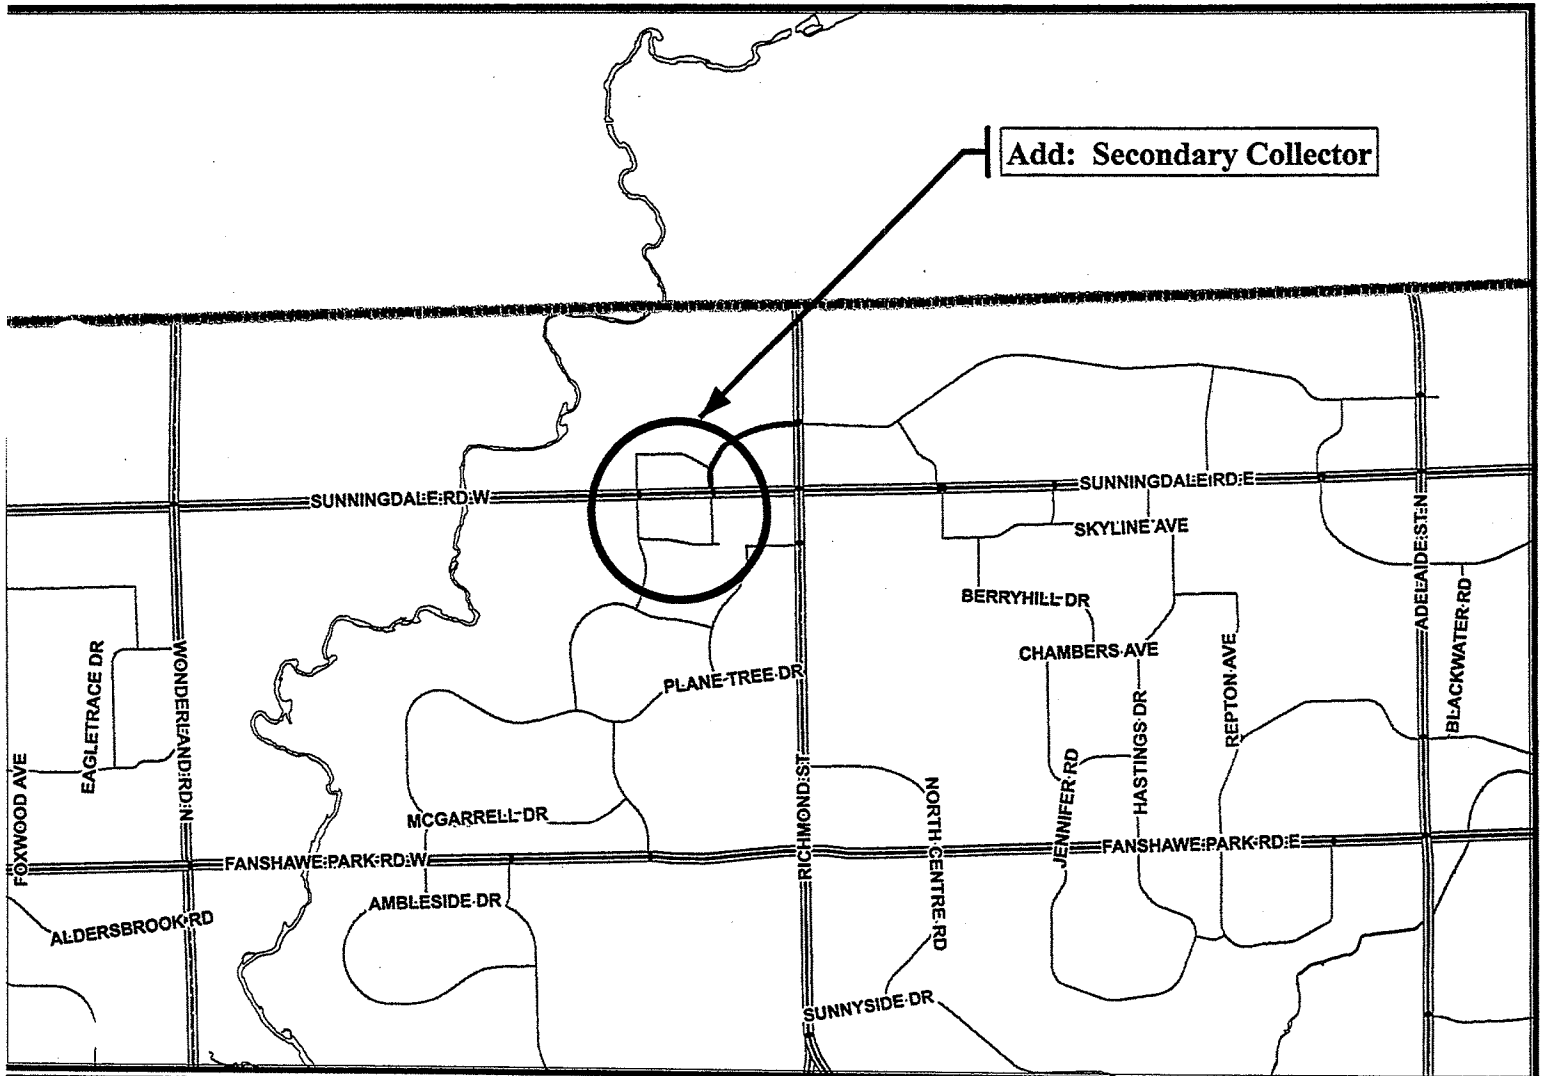 Add: Secondary Collector
SUNNINGDALE RD W
SUNNINGDALE RD E
SKYLINE AVE
ADELAIDE ST N
BERRYHILL DR
BLACKWATER RD
CHAMBERS AVE
EAGLETRACE DR
WONDERLAND RD N
PLANE TREE DR
HASTINGS DR
REPTON AVE
FOXWOOD AVE
RICHMOND ST
JENNIFER RD
NORTH CENTRE RD
MCGARRELL DR
FANSHAWE PARK RD W
FANSHAWE PARK RD E
AMBLESIDE DR
ALDERSBROOK RD
SUNNYSIDE DR